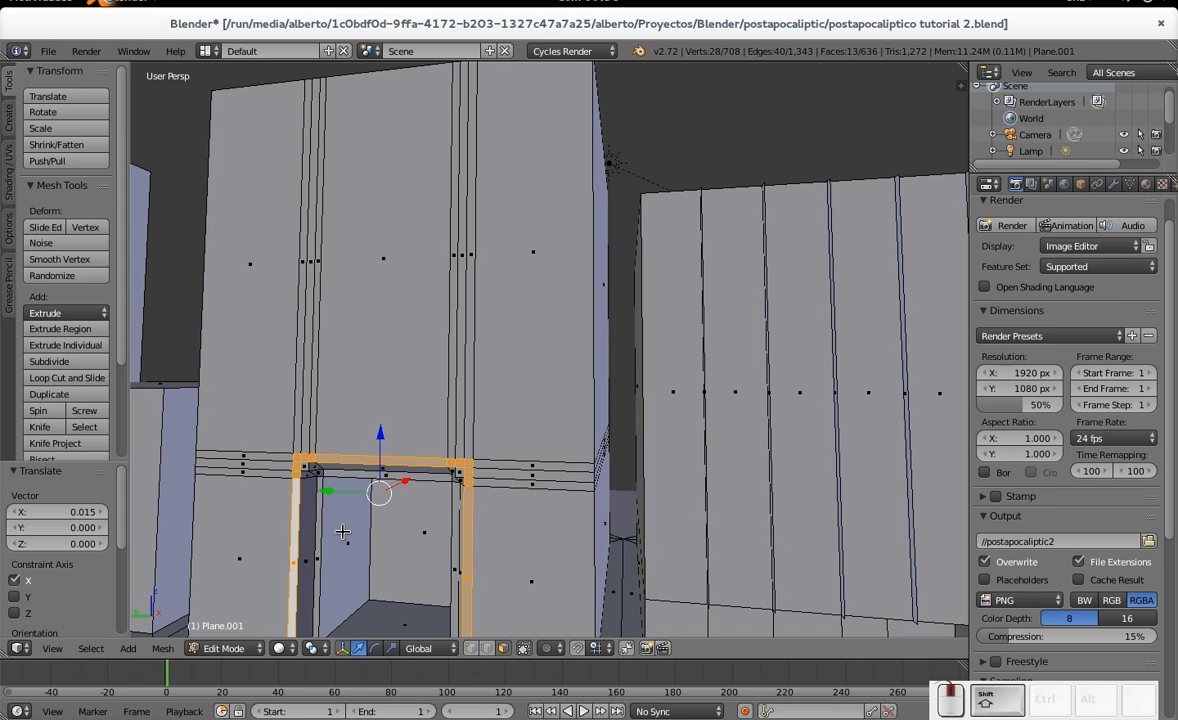 Blender* [/run/media/alberto/1c0bdf0d-9ffa-4172-b203-1327c47a7a25/alberto/Proyectos/Blender/postapocaliptic/postapocaliptico tutorial 2.blend]
File Render Window Help Default Scene Cycles Render v2.72 | Verts:28/708 | Edges:40/1,343 | Faces:13/636 | Tris:1,272 | Mem:11.24M (0.11M) | Plane.001
Tools
Create
Shading / UVs
Options
Grease Pencil
Transform
Translate
Rotate
Scale
Shrink/Fatten
Push/Pull
Mesh Tools
Deform:
Slide Ed Vertex
Noise
Smooth Vertex
Randomize
Add:
Extrude
Extrude Region
Extrude Individual
Subdivide
Loop Cut and Slide
Duplicate
Spin Screw
Knife Select
Knife Project
Translate
Vector
X: 0.015
Y: 0.000
Z: 0.000
Constraint Axis
X
Y
Z
Orientation
User Persp
(1) Plane.001
View Select Add Mesh Edit Mode Global
-40 -20 0 20 40 60 80 100 120 140 160 180 200 220 240 260
View Marker Frame Playback Start: 1 End: 1 1 No Sync
View Search All Scenes
Scene
RenderLayers
World
Camera
Lamp
Render
Render Animation Audio
Display: Image Editor
Feature Set: Supported
Open Shading Language
Dimensions
Render Presets
Resolution: Frame Range:
X: 1920 px Start Frame: 1
Y: 1080 px End Frame: 1
50% Frame Step: 1
Aspect Ratio: Frame Rate:
X: 1.000 24 fps
Y: 1.000 Time Remapping:
Bor Cro 100 100
Stamp
Output
//postapocaliptic2
Overwrite File Extensions
Placeholders Cache Result
PNG BW RGB RGBA
Color Depth: 8 16
Compression: 15%
Freestyle
Shift
Ctrl
Alt